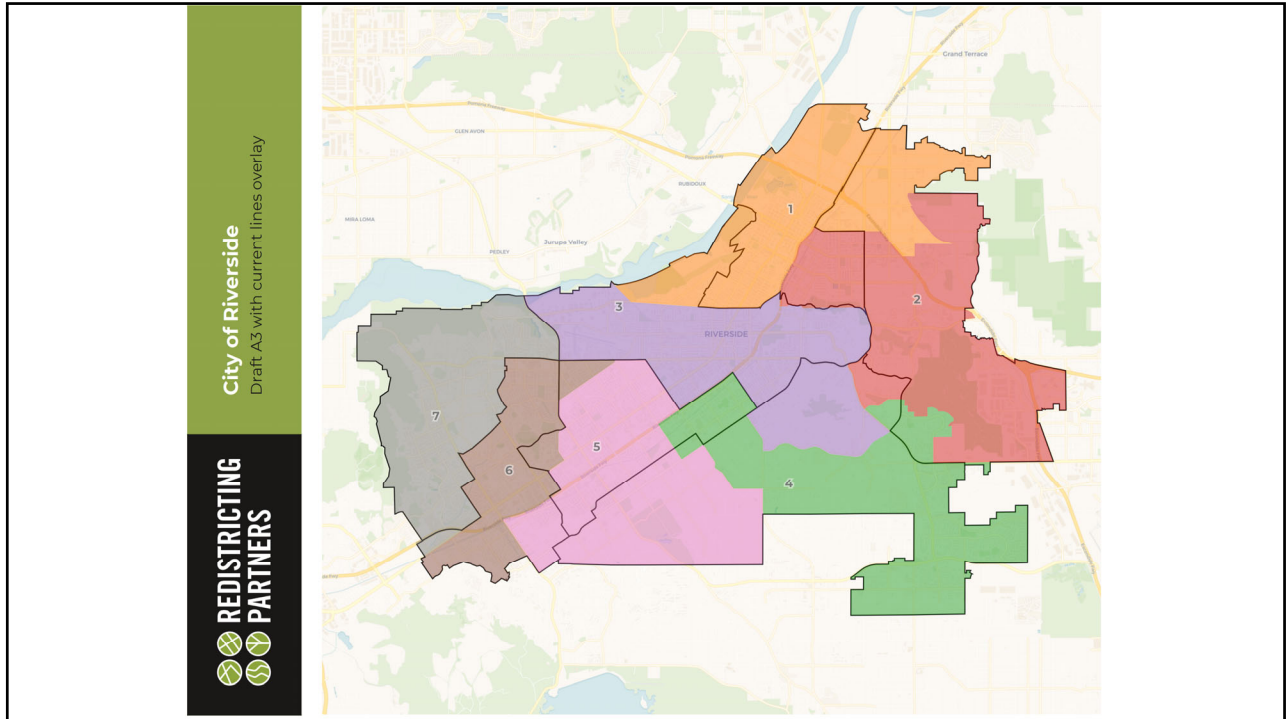 City of Riverside
Draft A3 with current lines overlay
REDISTRICTING
PARTNERS
Grand Terrace
GLEN AVON
RUBIDOUX
MIRA LOMA
PEDLEY
Jurupa Valley
RIVERSIDE
1
2
3
4
5
6
7